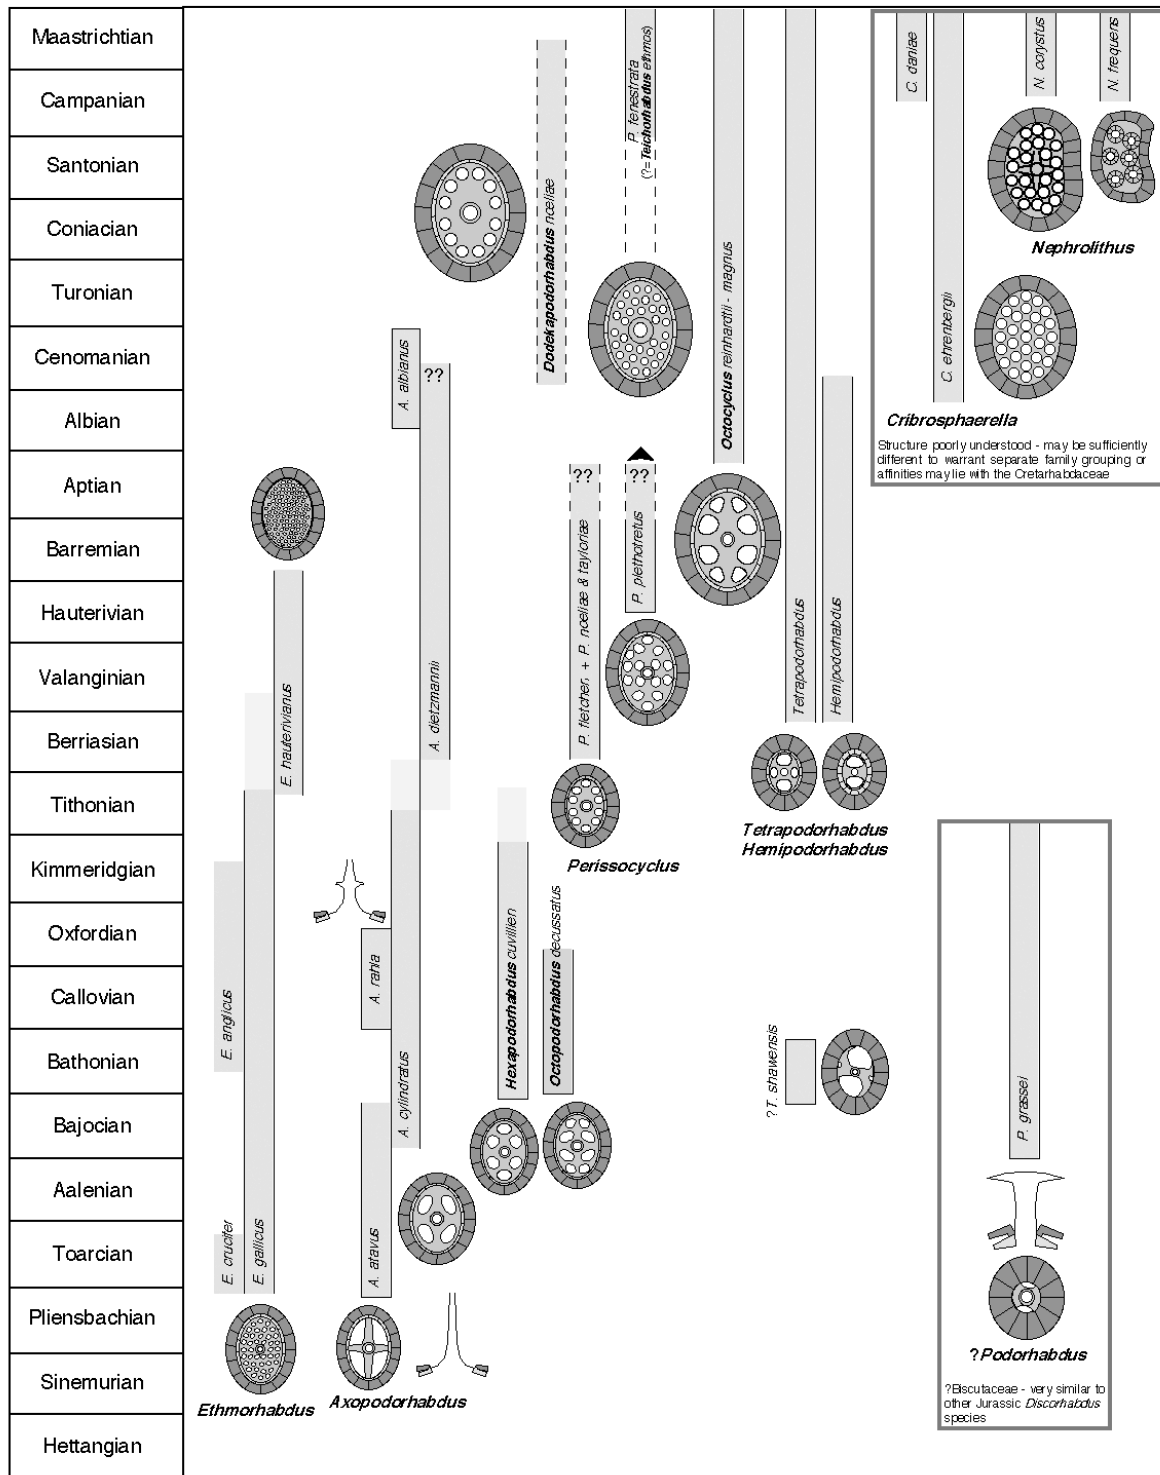 Maastrichtian
Campanian
Santonian
Coniacian
Turonian
Cenomanian
Albian
Aptian
Barremian
Hauterivian
Valanginian
Berriasian
Tithonian
Kimmeridgian
Oxfordian
Callovian
Bathonian
Bajocian
Aalenian
Toarcian
Pliensbachian
Sinemurian
Hettangian
E. crucifer
E. anglicus
E. gallicus
E. hauterivianus
Ethmorhabdus
A. atavus
A. rahla
A. cylindratus
A. albianus
A. dietzmannii
??
Axopodorhabdus
Hexapodorhabdus cuvillieri
Octopodorhabdus decussatus
Dodekapodorhabdus noeliae
P. fletcheri, + P. noeliae & tayloriae
??
P. plethotretus
??
P. fenestrata
(?= Teichorhabdus ethmos)
Perissocyclus
Octocyclus reinhardtii - magnus
Tetrapodorhabdus
Hemipodorhabdus
Tetrapodorhabdus
Hemipodorhabdus
?T. shawensis
C. daniae
C. ehrenbergii
N. corystus
N. frequens
Nephrolithus
Cribrosphaerella
Structure poorly understood - may be sufficiently
different to warrant separate family grouping or
affinities may lie with the Cretarhabdaceae
P. grassei
?Podorhabdus
?Biscutaceae - very similar to
other Jurassic Discorhabdus
species